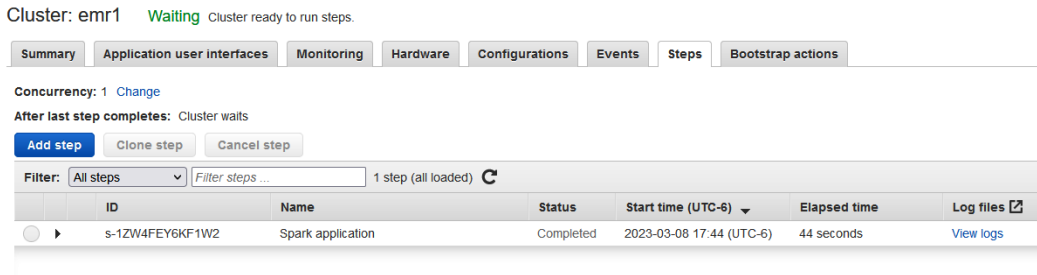 Cluster: emr1 Waiting Cluster ready to run steps.
Summary Application user interfaces Monitoring Hardware Configurations Events Steps Bootstrap actions
Concurrency: 1 Change
After last step completes: Cluster waits
Add step Clone step Cancel step
Filter: All steps Filter steps ... 1 step (all loaded)
ID Name Status Start time (UTC-6) Elapsed time Log files
s-1ZW4FEY6KF1W2 Spark application Completed 2023-03-08 17:44 (UTC-6) 44 seconds View logs